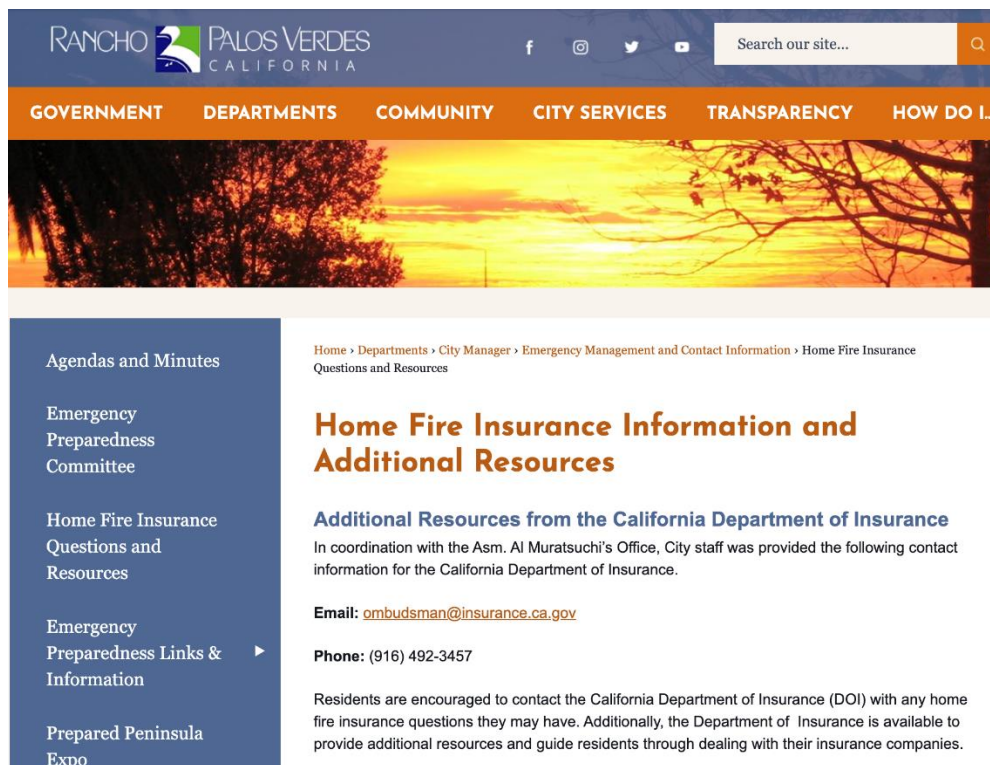 RANCHO PALOS VERDES
CALIFORNIA
Search our site...
GOVERNMENT DEPARTMENTS COMMUNITY CITY SERVICES TRANSPARENCY HOW DO I..
Agendas and Minutes
Emergency
Preparedness
Committee
Home Fire Insurance
Questions and
Resources
Emergency
Preparedness Links &
Information
Prepared Peninsula
Expo
Home › Departments › City Manager › Emergency Management and Contact Information › Home Fire Insurance
Questions and Resources
Home Fire Insurance Information and
Additional Resources
Additional Resources from the California Department of Insurance
In coordination with the Asm. Al Muratsuchi's Office, City staff was provided the following contact
information for the California Department of Insurance.
Email: ombudsman@insurance.ca.gov
Phone: (916) 492-3457
Residents are encouraged to contact the California Department of Insurance (DOI) with any home
fire insurance questions they may have. Additionally, the Department of Insurance is available to
provide additional resources and guide residents through dealing with their insurance companies.